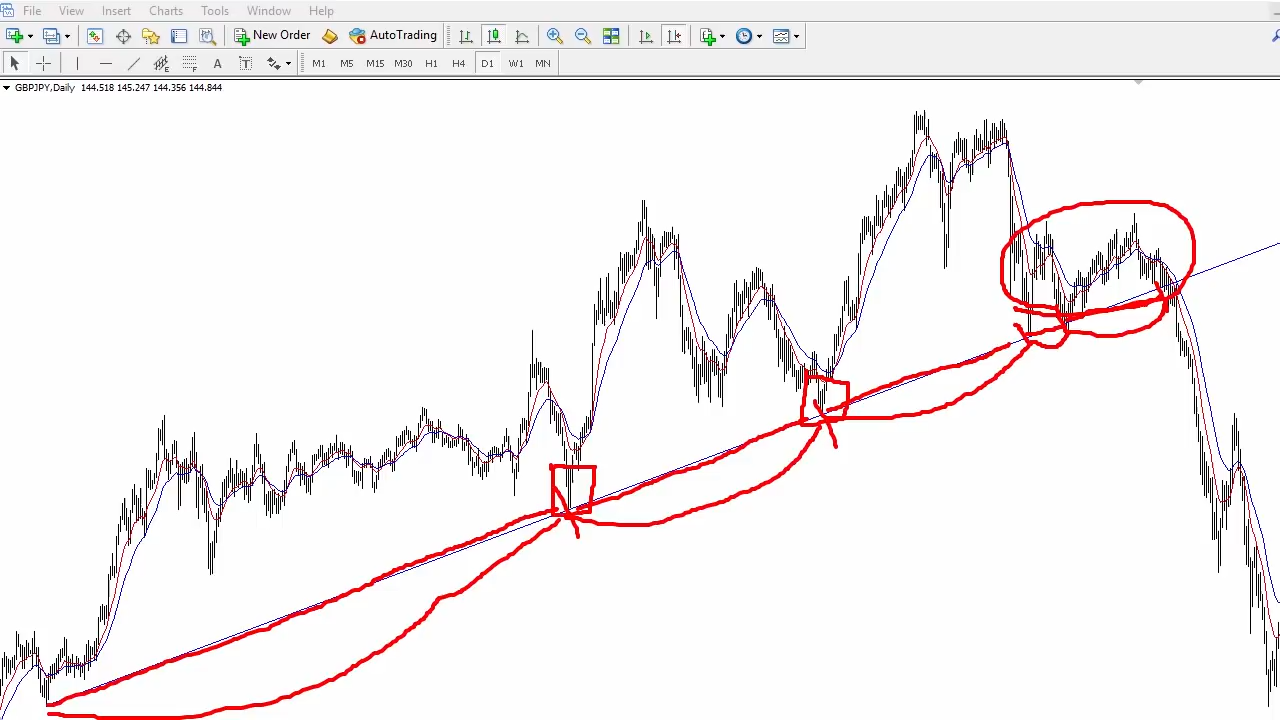 File View Insert Charts Tools Window Help
New Order AutoTrading
A T M1 M5 M15 M30 H1 H4 D1 W1 MN
GBPJPY,Daily 144.518 145.247 144.356 144.844